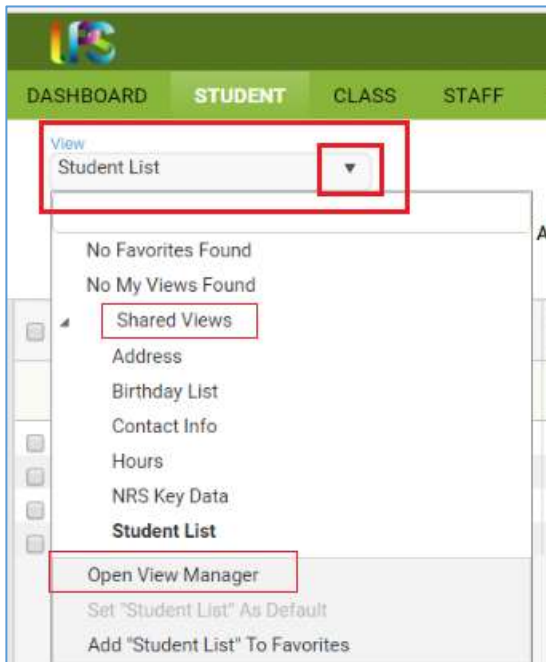 DASHBOARD STUDENT CLASS STAFF
View
Student List
A
No Favorites Found
No My Views Found
Shared Views
Address
Birthday List
Contact Info
Hours
NRS Key Data
Student List
Open View Manager
Set "Student List" As Default
Add "Student List" To Favorites